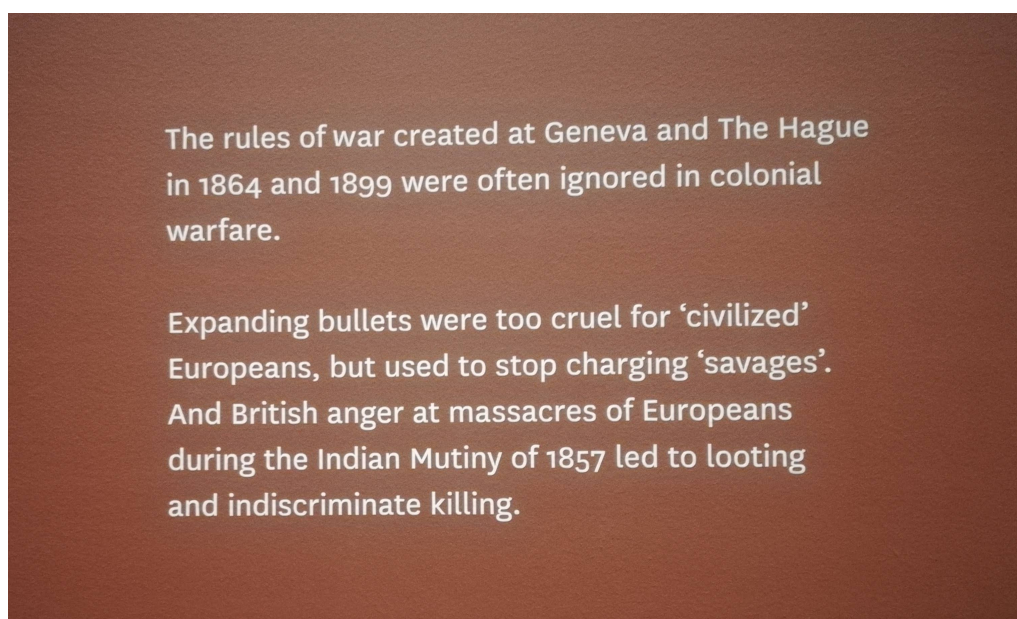 The rules of war created at Geneva and The Hague
in 1864 and 1899 were often ignored in colonial
warfare.
Expanding bullets were too cruel for ‘civilized’
Europeans, but used to stop charging ‘savages’.
And British anger at massacres of Europeans
during the Indian Mutiny of 1857 led to looting
and indiscriminate killing.